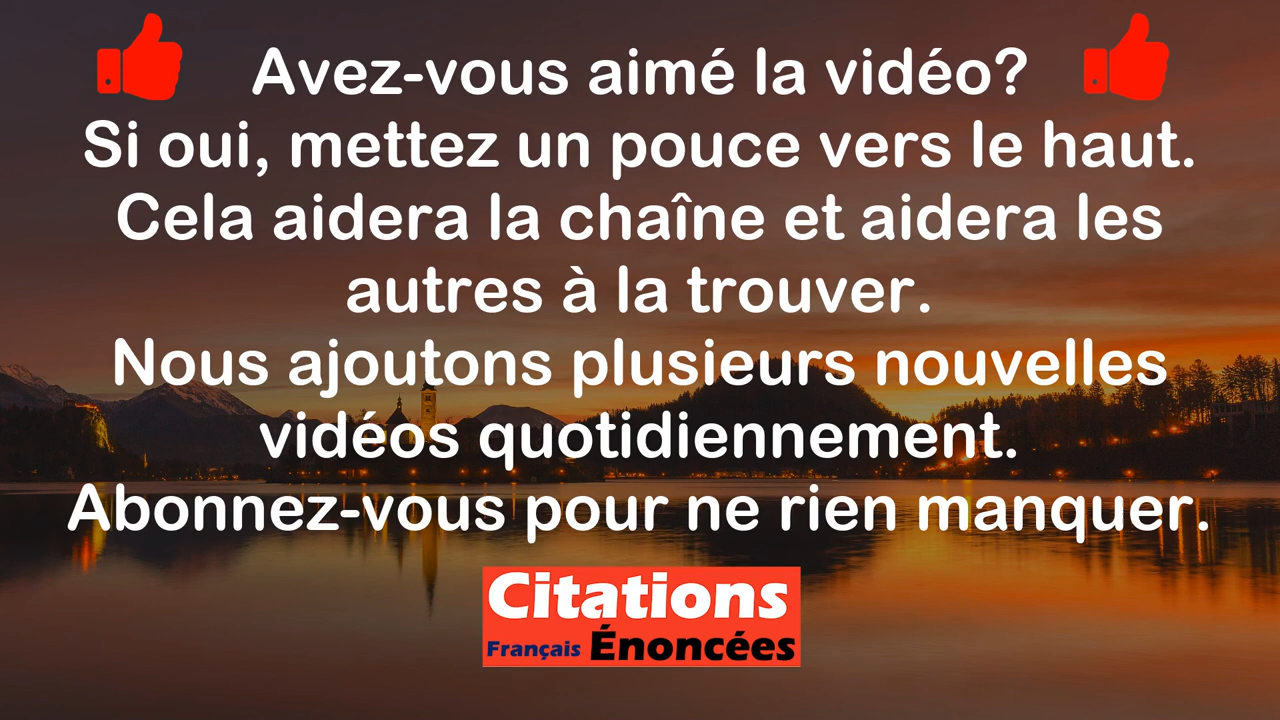 Avez-vous aimé la vidéo?
Si oui, mettez un pouce vers le haut.
Cela aidera la chaîne et aidera les
autres à la trouver.
Nous ajoutons plusieurs nouvelles
vidéos quotidiennement.
Abonnez-vous pour ne rien manquer.
Citations
Français Énoncées